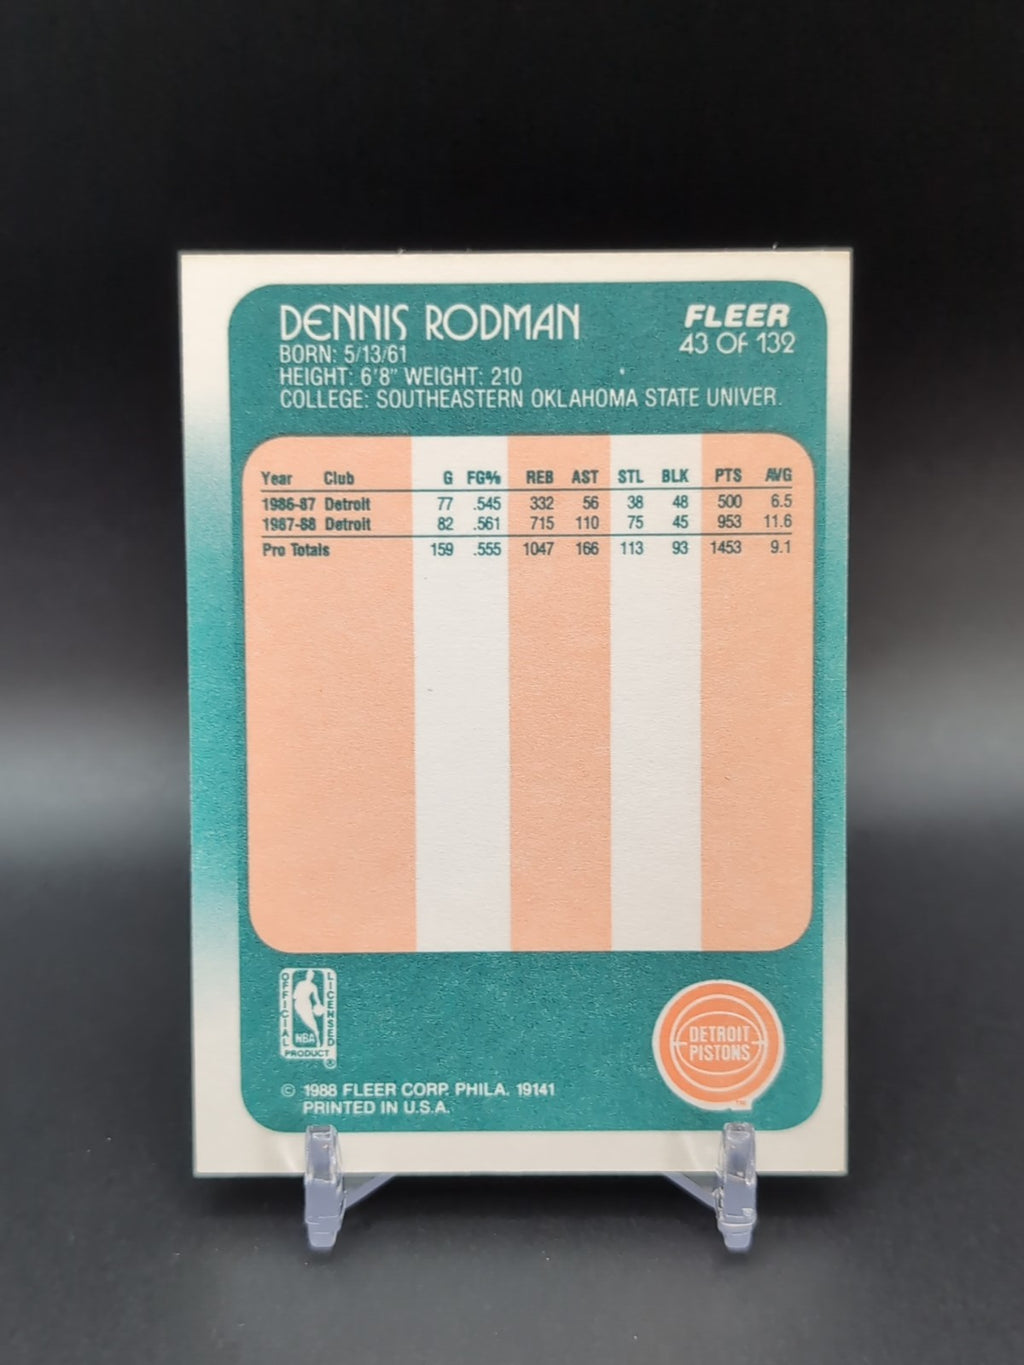 DENNIS RODMAN
FLEER
43 OF 132
BORN: 5/13/61
HEIGHT: 6'8" WEIGHT: 210
COLLEGE: SOUTHEASTERN OKLAHOMA STATE UNIVER.
Year Club G FG% REB AST STL BLK PTS AVG
1986-87 Detroit 77 .545 332 56 38 48 500 6.5
1987-88 Detroit 82 .561 715 110 75 45 953 11.6
Pro Totals 159 .555 1047 166 113 93 1453 9.1
OFFICIAL
LICENSED
NBA
PRODUCT
®
DETROIT
PISTONS
TM
© 1988 FLEER CORP. PHILA. 19141
PRINTED IN U.S.A.